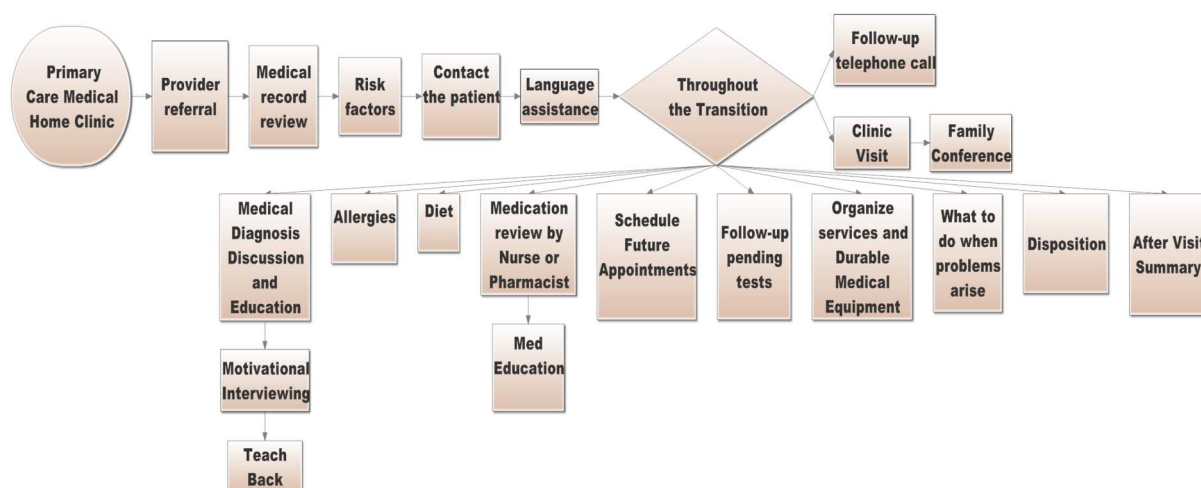 Primary
Care Medical
Home Clinic
Provider
referral
Medical
record
review
Risk
factors
Contact
the patient
Language
assistance
Throughout
the Transition
Follow-up
telephone call
Clinic
Visit
Family
Conference
Medical
Diagnosis
Discussion
and
Education
Allergies
Diet
Medication
review by
Nurse or
Pharmacist
Schedule
Future
Appointments
Follow-up
pending
tests
Organize
services and
Durable
Medical
Equipment
What to
do when
problems
arise
Disposition
After Visit
Summary
Motivational
Interviewing
Med
Education
Teach
Back